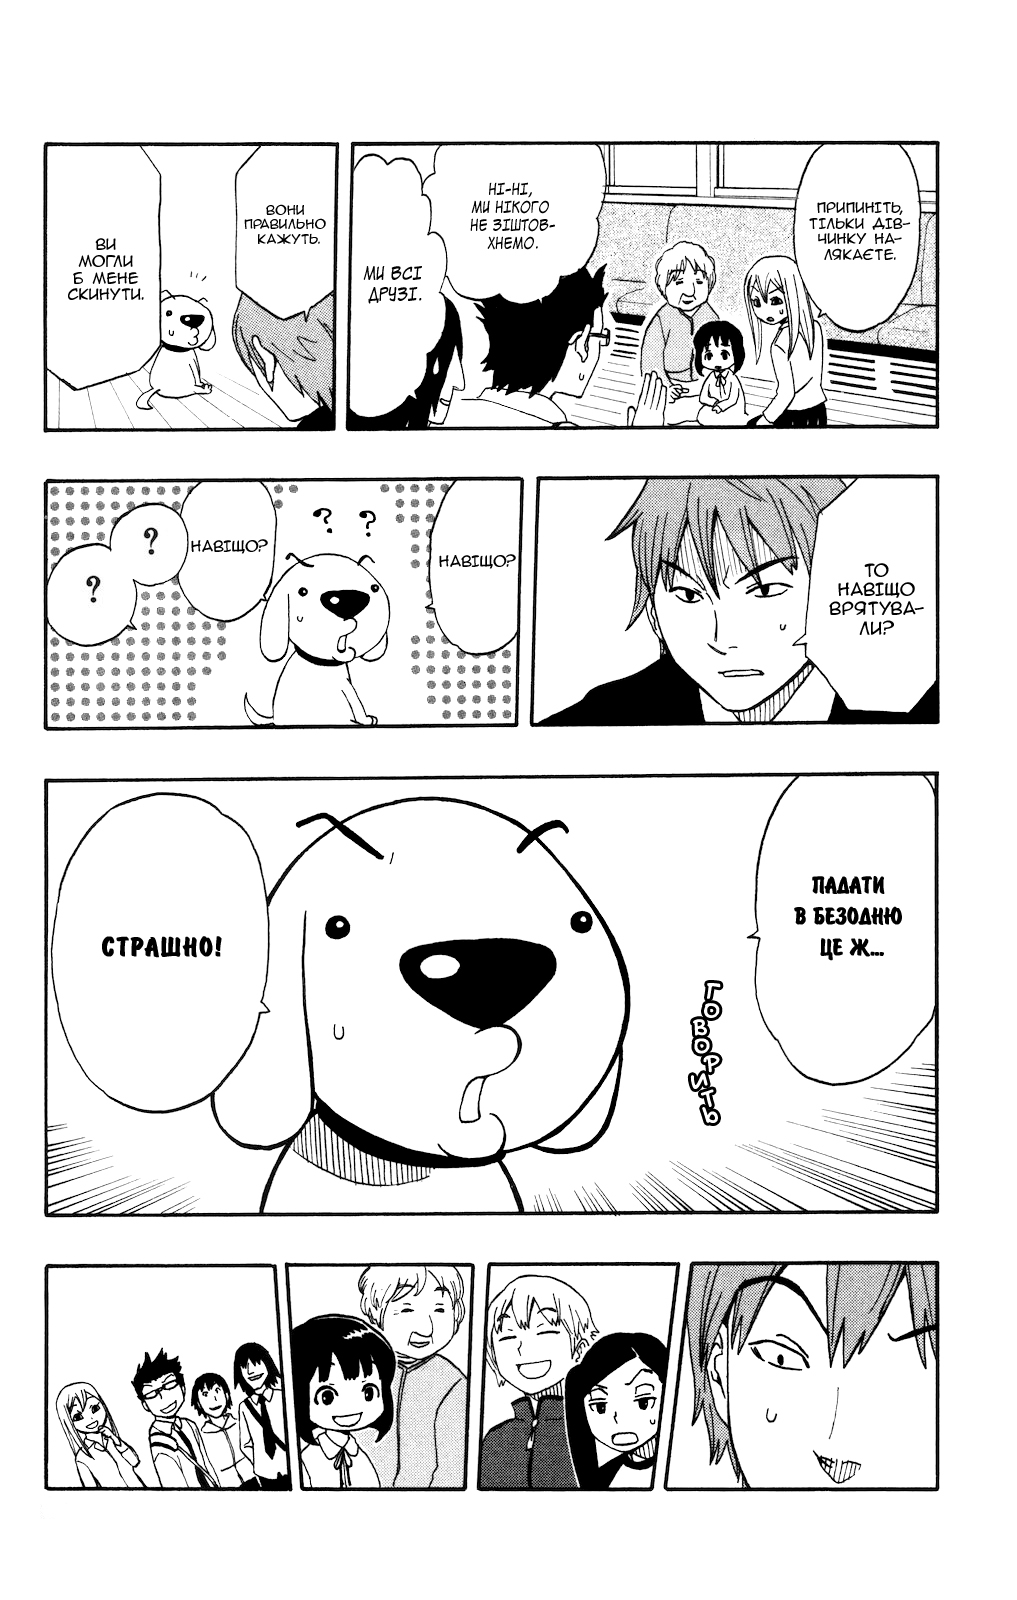 ПРИПИНІТЬ,
ТІЛЬКИ ДІВ-
ЧИНКУ НА-
ЛЯКАЄТЕ.
НІ-НІ,
МИ НІКОГО
НЕ ЗІШТОВ-
ХНЕМО.
МИ ВСІ
ДРУЗІ.
ВОНИ
ПРАВИЛЬНО
КАЖУТЬ.
ВИ
МОГЛИ
Б МЕНЕ
СКИНУТИ.
ТО
НАВІЩО
ВРЯТУВА-
ЛИ?
НАВІЩО?
? ?
НАВІЩО?
?
?
ПАДАТИ
В БЕЗОДНЮ
ЦЕ Ж...
ГОВОРИТЬ
СТРАШНО!